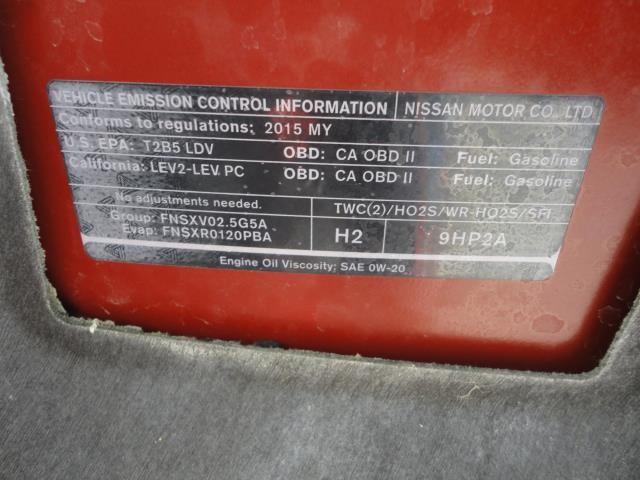 VEHICLE EMISSION CONTROL INFORMATION NISSAN MOTOR CO., LTD
Conforms to regulations: 2015 MY
U.S. EPA: T2B5 LDV OBD: CA OBD II Fuel: Gasoline
California: LEV2-LEV PC OBD: CA OBD II Fuel: Gasoline
No adjustments needed. TWC(2)/HO2S/WR-HO2S/SFI
Group: FNSXV02.5G5A
Evap: FNSXR0120PBA H2 9HP2A
Engine Oil Viscosity; SAE 0W-20